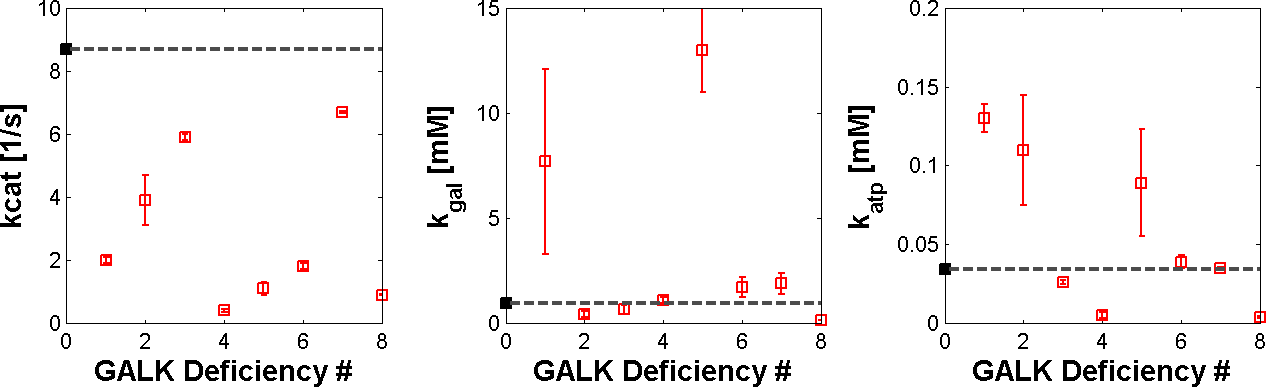 10
8
6
4
2
0
kcat [1/s]
0 2 4 6 8
GALK Deficiency #
15
10
5
0
k_gal [mM]
0 2 4 6 8
GALK Deficiency #
0.2
0.15
0.1
0.05
0
k_atp [mM]
0 2 4 6 8
GALK Deficiency #